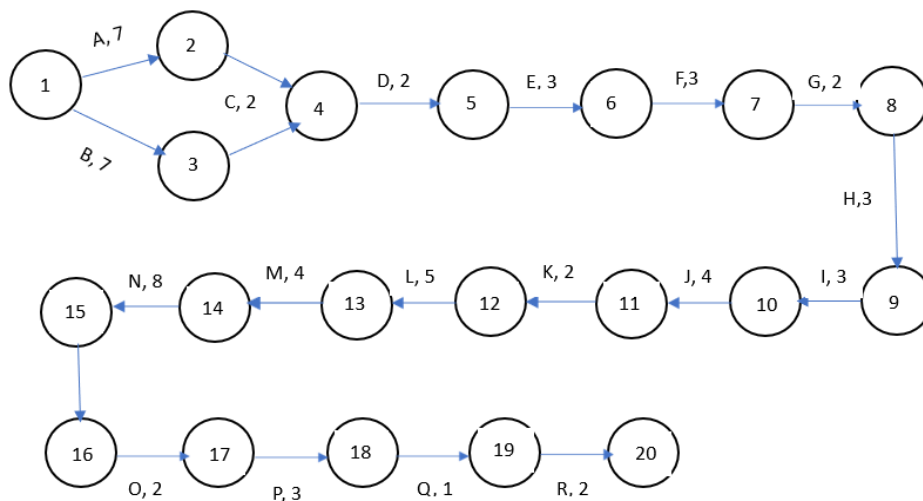 A, 7
2
1
C, 2
4
D, 2
5
E, 3
6
F,3
7
G, 2
8
B, 7
3
H,3
15
N, 8
14
M, 4
13
L, 5
12
K, 2
11
J, 4
10
I, 3
9
16
O, 2
17
P, 3
18
Q, 1
19
R, 2
20